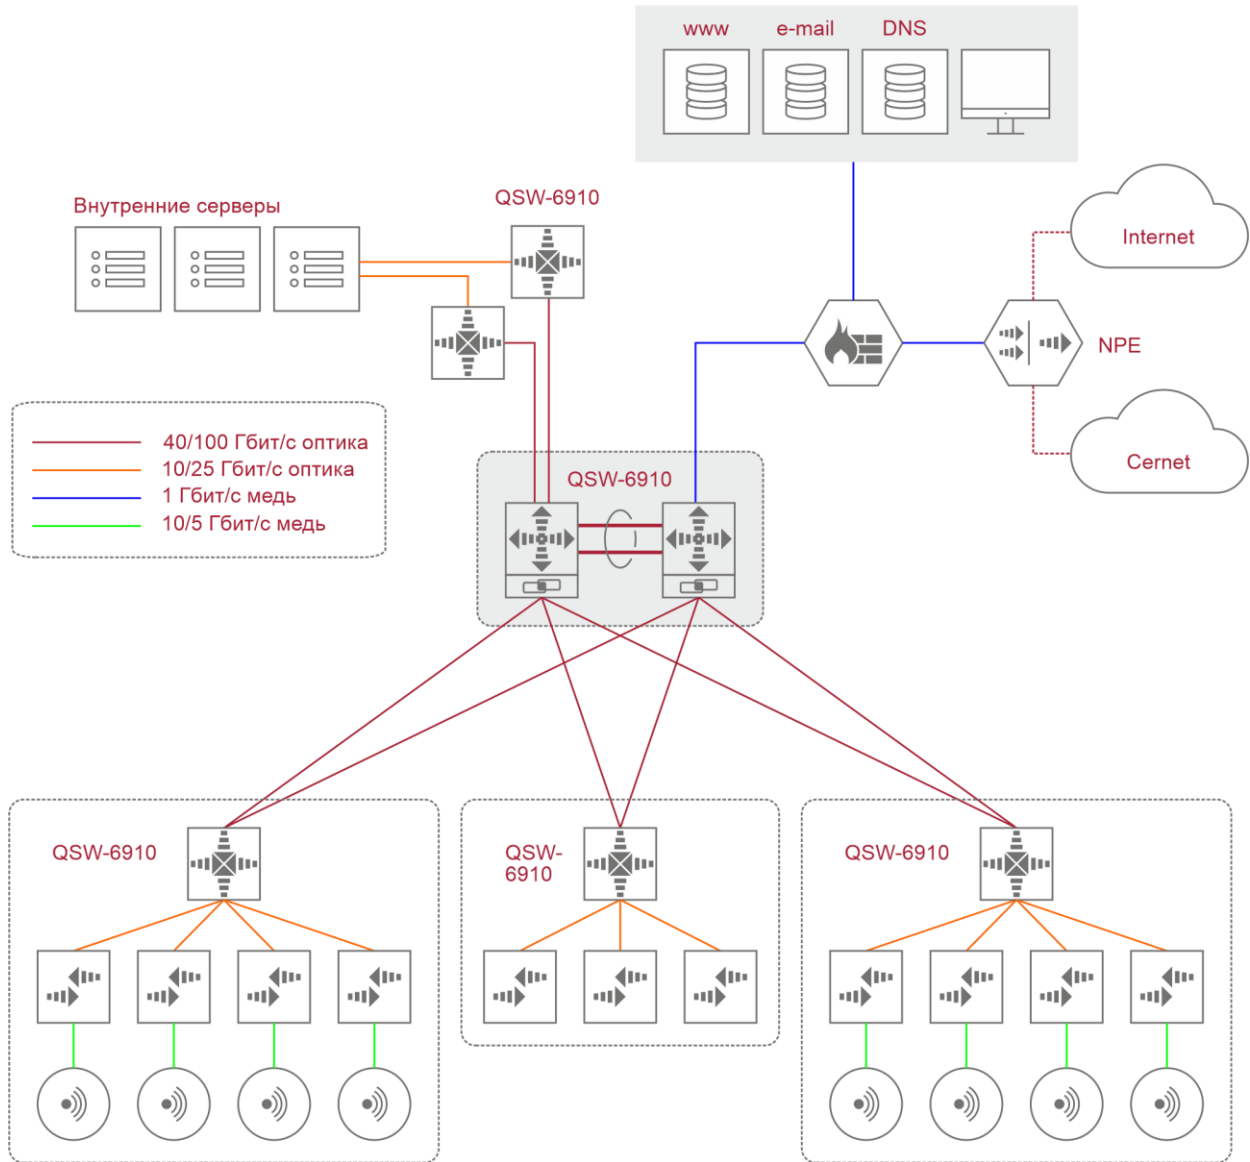 www e-mail DNS
QSW-6910
Внутренние серверы
Internet
NPE
40/100 Гбит/с оптика
10/25 Гбит/с оптика
1 Гбит/с медь
10/5 Гбит/с медь
Cernet
QSW-6910
QSW-6910
QSW-
6910
QSW-6910